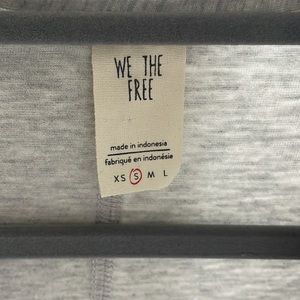 WE THE
FREE
made in indonesia
fabriqué en indonésie
XS S M L